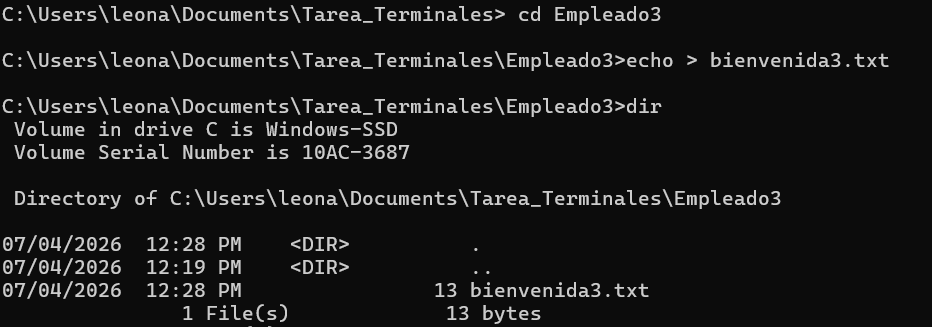 C:\Users\leona\Documents\Tarea_Terminales> cd Empleado3
C:\Users\leona\Documents\Tarea_Terminales\Empleado3>echo > bienvenida3.txt
C:\Users\leona\Documents\Tarea_Terminales\Empleado3>dir
 Volume in drive C is Windows-SSD
 Volume Serial Number is 10AC-3687
 Directory of C:\Users\leona\Documents\Tarea_Terminales\Empleado3
07/04/2026  12:28 PM    <DIR>          .
07/04/2026  12:19 PM    <DIR>          ..
07/04/2026  12:28 PM                13 bienvenida3.txt
               1 File(s)             13 bytes